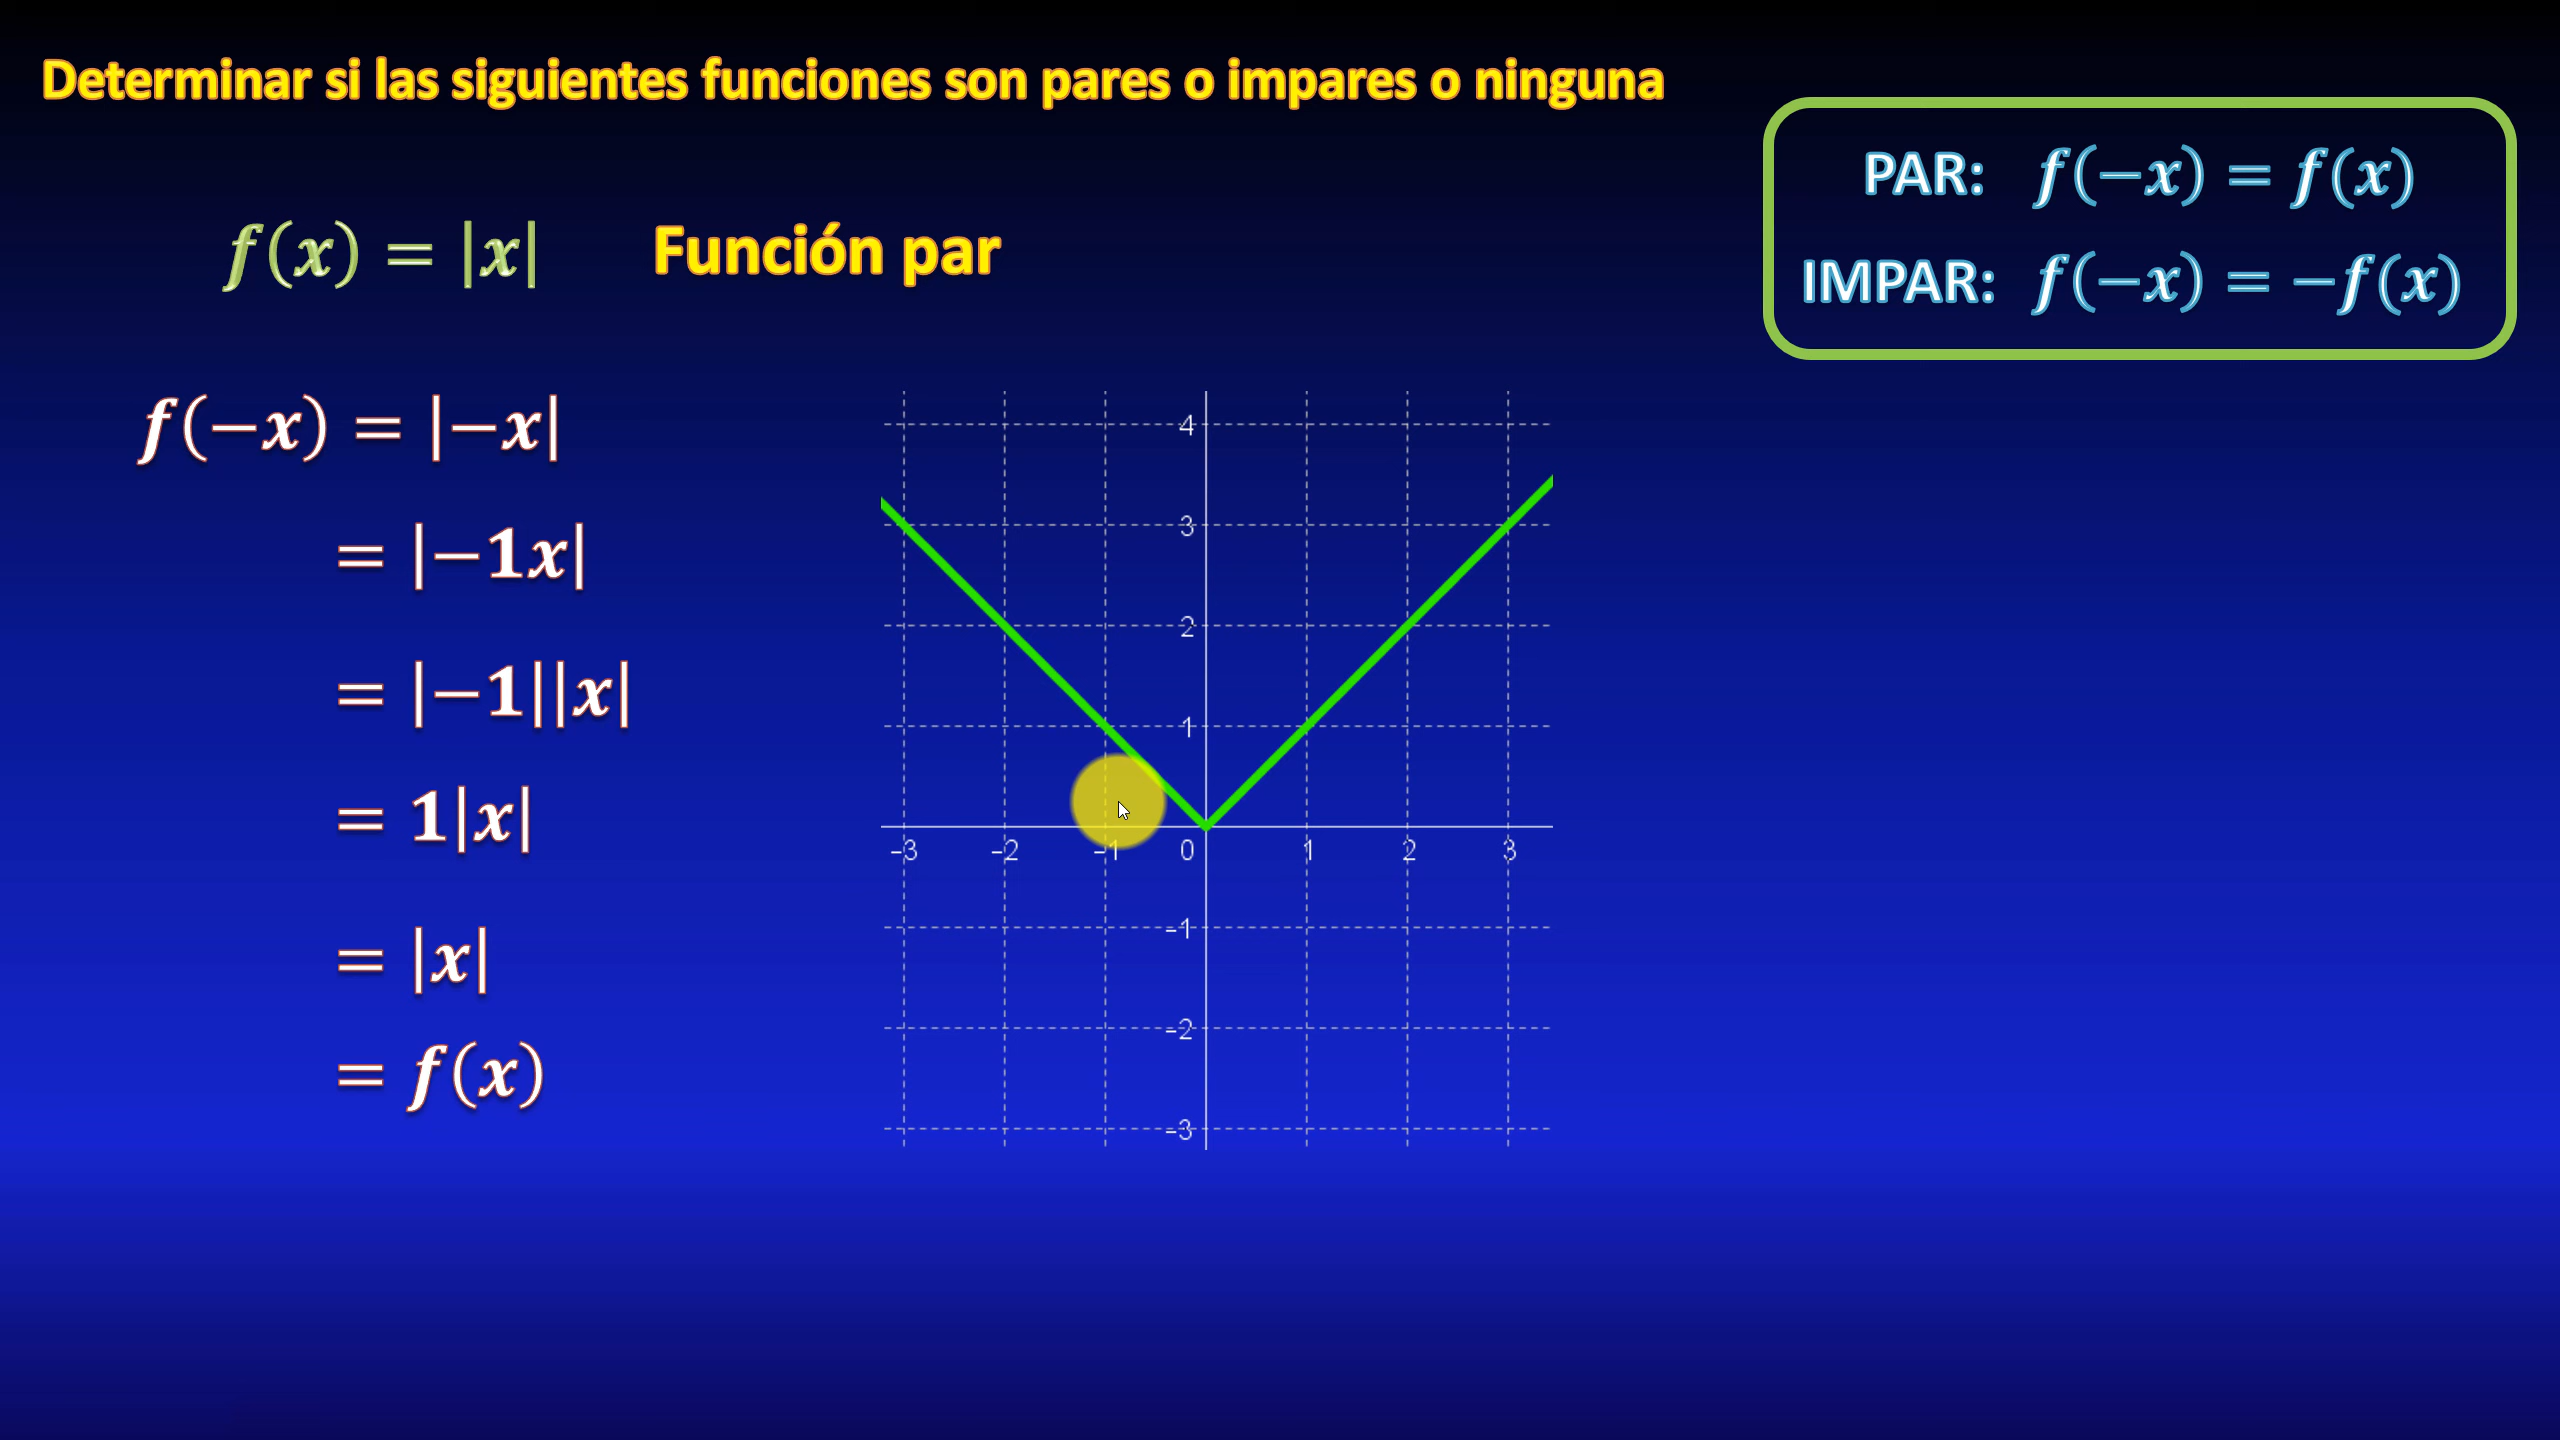 Determinar si las siguientes funciones son pares o impares o ninguna
PAR: f(−x) = f(x)
IMPAR: f(−x) = −f(x)
f(x) = |x| Función par
f(−x) = |−x|
= |−1x|
= |−1||x|
= 1|x|
= |x|
= f(x)
4
3
2
1
-3 -2 -1 0 1 2 3
-1
-2
-3